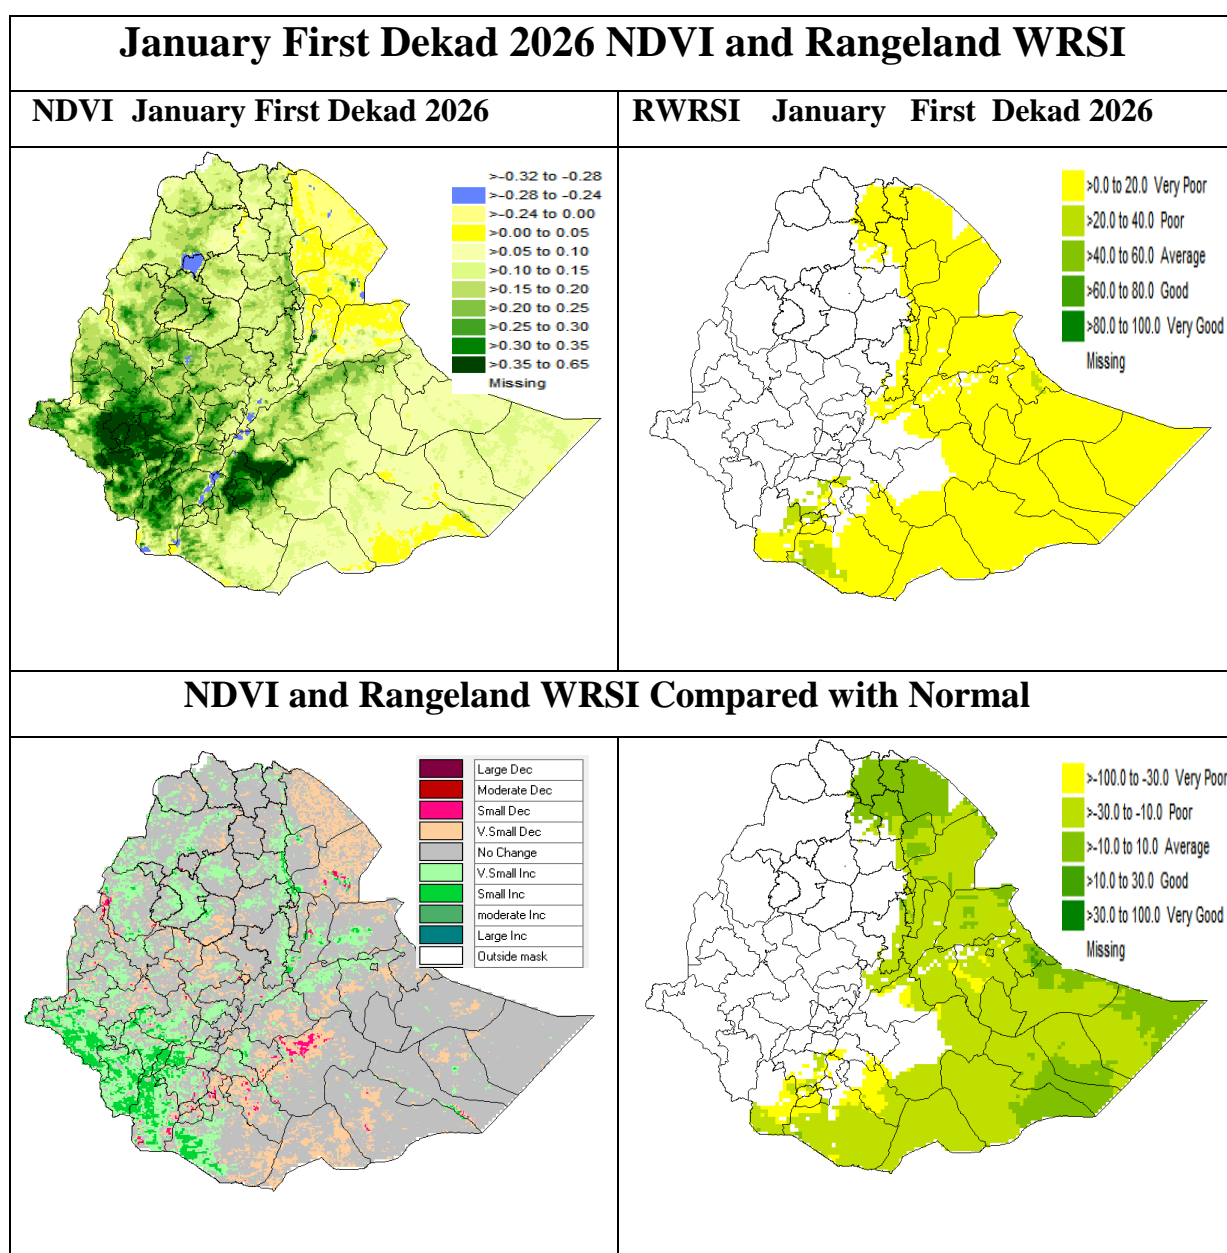 January First Dekad 2026 NDVI and Rangeland WRSI
NDVI January First Dekad 2026
RWRSI January First Dekad 2026
>-0.32 to -0.28
>-0.28 to -0.24
>-0.24 to 0.00
>0.00 to 0.05
>0.05 to 0.10
>0.10 to 0.15
>0.15 to 0.20
>0.20 to 0.25
>0.25 to 0.30
>0.30 to 0.35
>0.35 to 0.65
Missing
>0.0 to 20.0 Very Poor
>20.0 to 40.0 Poor
>40.0 to 60.0 Average
>60.0 to 80.0 Good
>80.0 to 100.0 Very Good
Missing
NDVI and Rangeland WRSI Compared with Normal
Large Dec
Moderate Dec
Small Dec
V.Small Dec
No Change
V.Small Inc
Small Inc
moderate Inc
Large Inc
Outside mask
>-100.0 to -30.0 Very Poor
>-30.0 to -10.0 Poor
>-10.0 to 10.0 Average
>10.0 to 30.0 Good
>30.0 to 100.0 Very Good
Missing